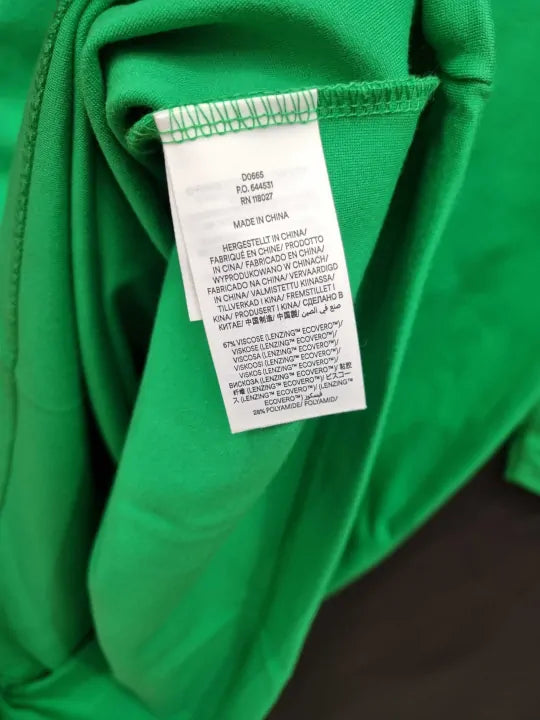 D0665
P.O. 644531
RN 118027
MADE IN CHINA
HERGESTELLT IN CHINA/
FABRIQUÉ EN CHINE/ PRODOTTO
IN CINA/ FABRICADO EN CHINA/
WYPRODUKOWANO W CHINACH/
FABRICADO NA CHINA/ VERVAARDIGD
IN CHINA/ VALMISTETTU KIINASSA/
TILLVERKAD I KINA/ FREMSTILLET I
KINA/ PRODUSERT I KINA/ СДЕЛАНО В
КИТАЕ/ 中国制造/ 中国製/ صنع في الصين
67% VISCOSE (LENZING™ ECOVERO™)/
VISKOSE (LENZING™ ECOVERO™)/
VISCOSA (LENZING™ ECOVERO™)/
VISKOOSI (LENZING™ ECOVERO™)/
VISKOS (LENZING™ ECOVERO™)/
ВИСКОЗА (LENZING™ ECOVERO™)/ 粘胶
纤维 (LENZING™ ECOVERO™)/ ビスコー
ス (LENZING™ ECOVERO™)/ (LENZING™
ECOVERO™) فيسكوز/
28% POLYAMIDE/ POLYAMID/